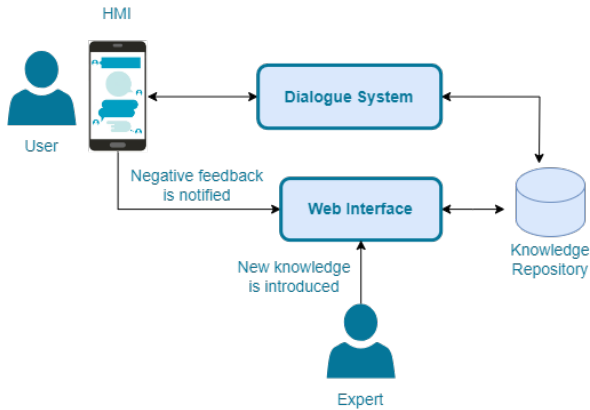 HMI
Dialogue System
User
Negative feedback
is notified
Web Interface
Knowledge
Repository
New knowledge
is introduced
Expert